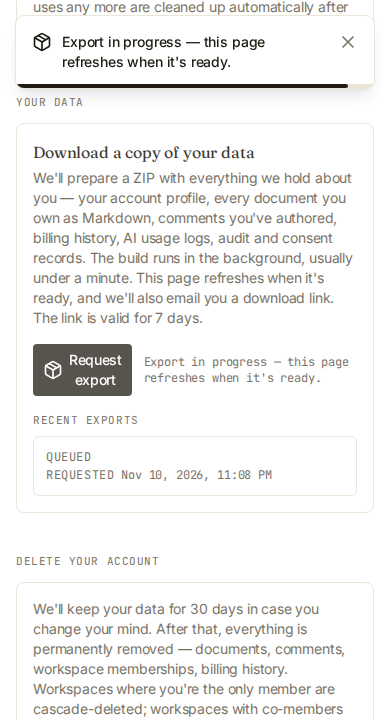 uses any more are cleaned up automatically after
Export in progress — this page
refreshes when it's ready.
YOUR DATA
Download a copy of your data
We'll prepare a ZIP with everything we hold about
you — your account profile, every document you
own as Markdown, comments you've authored,
billing history, AI usage logs, audit and consent
records. The build runs in the background, usually
under a minute. This page refreshes when it's
ready, and we'll also email you a download link.
The link is valid for 7 days.
Request
export
Export in progress — this page
refreshes when it's ready.
RECENT EXPORTS
QUEUED
REQUESTED Nov 10, 2026, 11:08 PM
DELETE YOUR ACCOUNT
We'll keep your data for 30 days in case you
change your mind. After that, everything is
permanently removed — documents, comments,
workspace memberships, billing history.
Workspaces where you're the only member are
cascade-deleted; workspaces with co-members